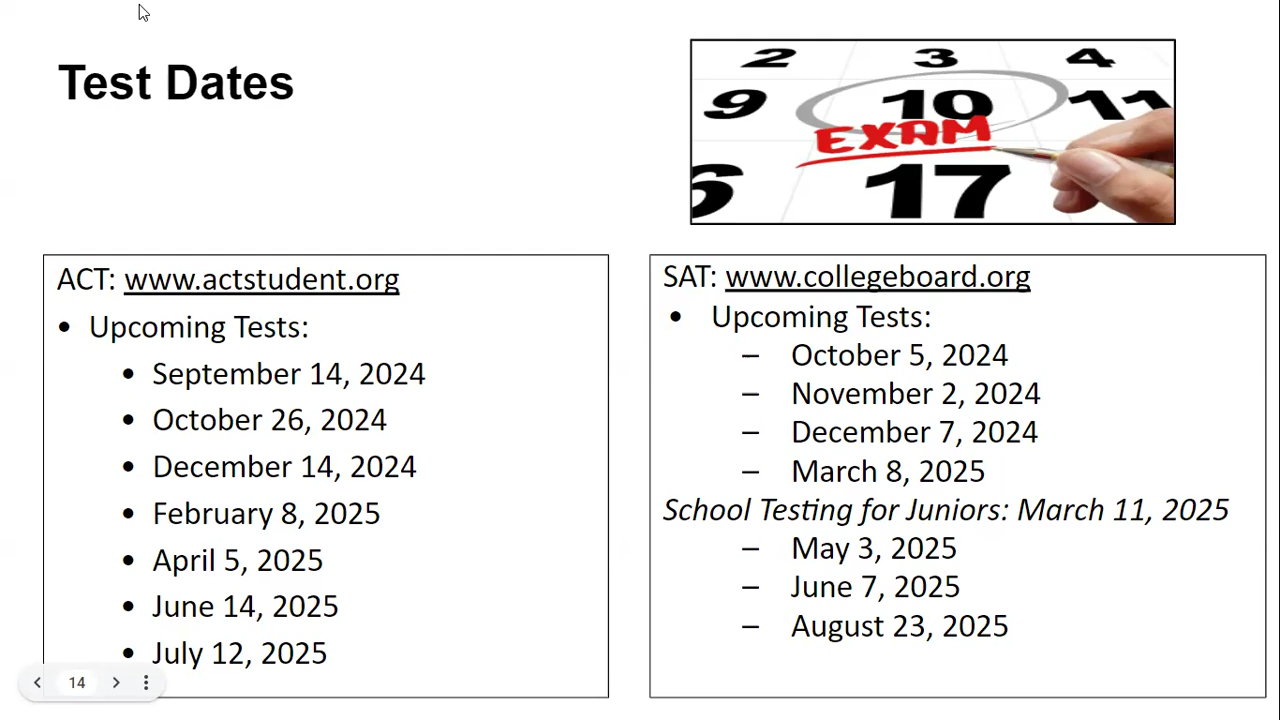 Test Dates
2 3 4
9 10 11
EXAM
6 17
ACT: www.actstudent.org
• Upcoming Tests:
• September 14, 2024
• October 26, 2024
• December 14, 2024
• February 8, 2025
• April 5, 2025
• June 14, 2025
• July 12, 2025
SAT: www.collegeboard.org
• Upcoming Tests:
– October 5, 2024
– November 2, 2024
– December 7, 2024
– March 8, 2025
School Testing for Juniors: March 11, 2025
– May 3, 2025
– June 7, 2025
– August 23, 2025
14